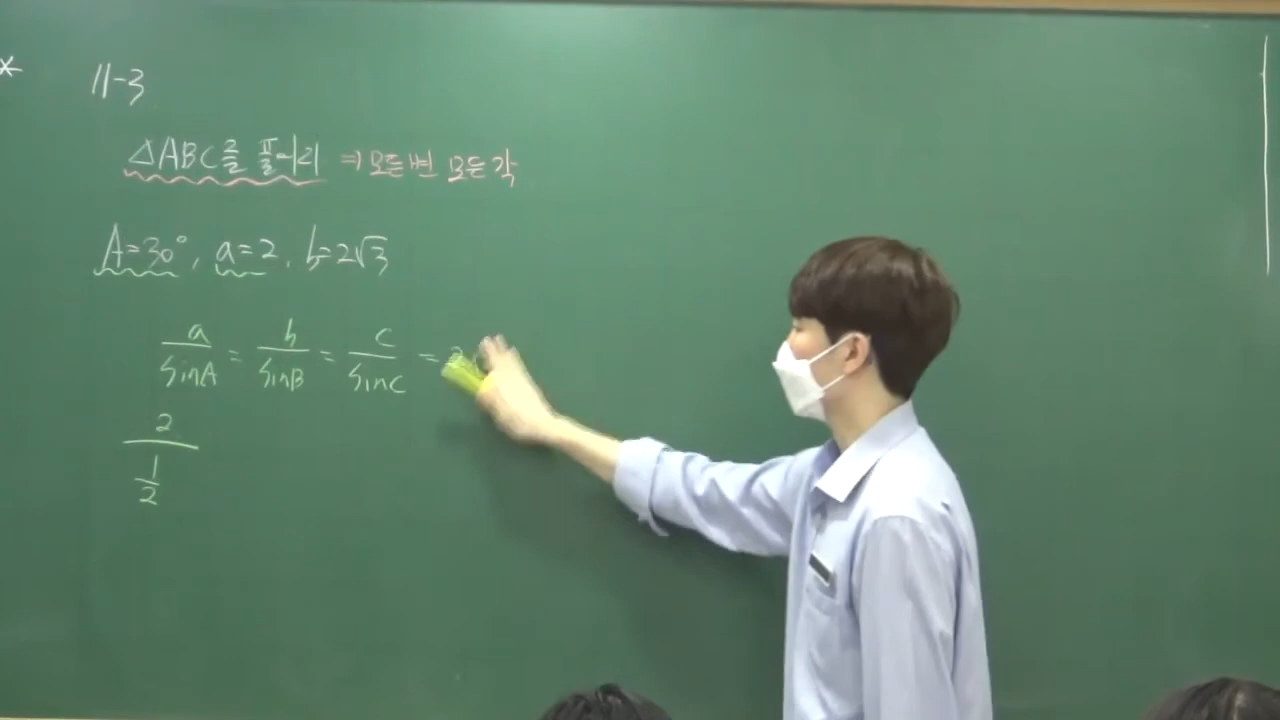 * 11-3
△ABC를 풀어라 ⇒ 모든 변 모든 각
A=30°, a=2, b=2√3
a/sinA = b/sinB = c/sinC =
2/(1/2)